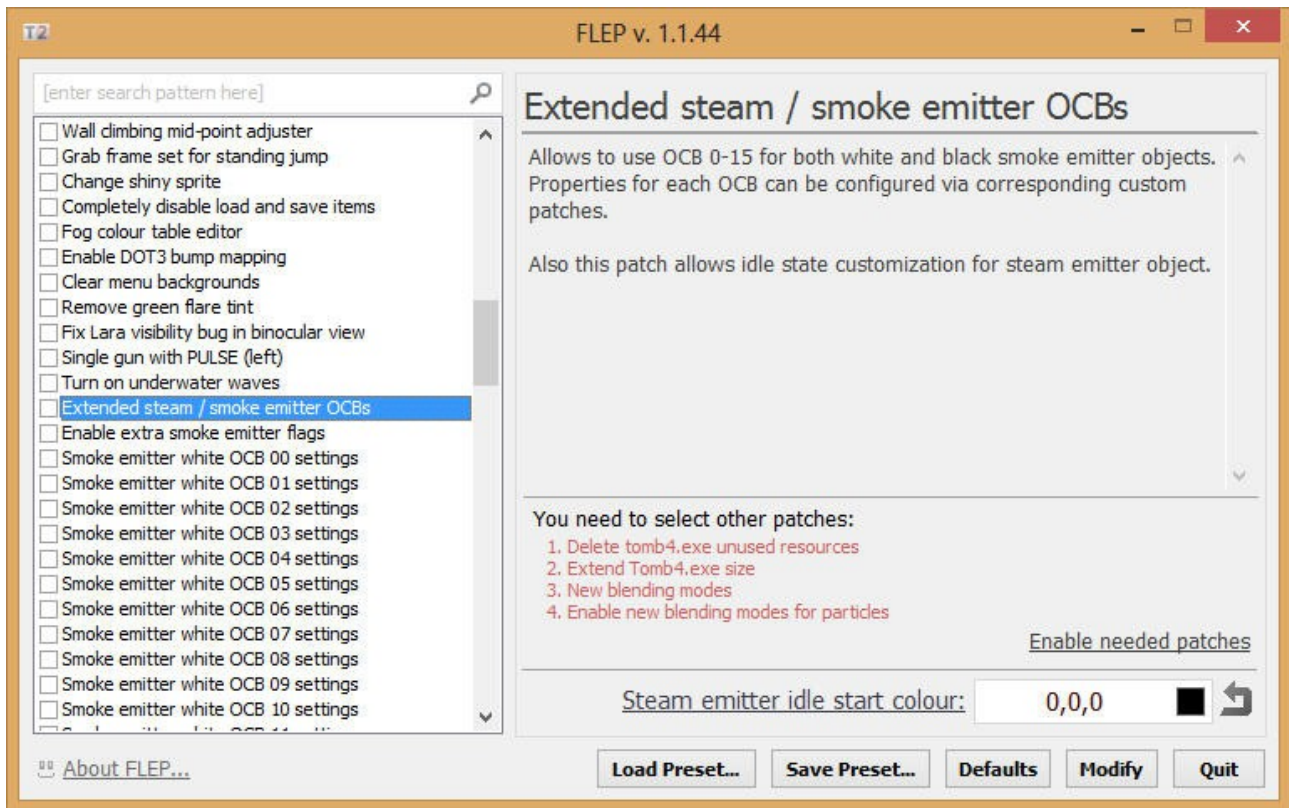 T2
FLEP v. 1.1.44
[enter search pattern here]
Wall climbing mid-point adjuster
Grab frame set for standing jump
Change shiny sprite
Completely disable load and save items
Fog colour table editor
Enable DOT3 bump mapping
Clear menu backgrounds
Remove green flare tint
Fix Lara visibility bug in binocular view
Single gun with PULSE (left)
Turn on underwater waves
Extended steam / smoke emitter OCBs
Enable extra smoke emitter flags
Smoke emitter white OCB 00 settings
Smoke emitter white OCB 01 settings
Smoke emitter white OCB 02 settings
Smoke emitter white OCB 03 settings
Smoke emitter white OCB 04 settings
Smoke emitter white OCB 05 settings
Smoke emitter white OCB 06 settings
Smoke emitter white OCB 07 settings
Smoke emitter white OCB 08 settings
Smoke emitter white OCB 09 settings
Smoke emitter white OCB 10 settings
Extended steam / smoke emitter OCBs
Allows to use OCB 0-15 for both white and black smoke emitter objects.
Properties for each OCB can be configured via corresponding custom
patches.
Also this patch allows idle state customization for steam emitter object.
You need to select other patches:
1. Delete tomb4.exe unused resources
2. Extend Tomb4.exe size
3. New blending modes
4. Enable new blending modes for particles
Enable needed patches
Steam emitter idle start colour:
0,0,0
About FLEP...
Load Preset...
Save Preset...
Defaults
Modify
Quit